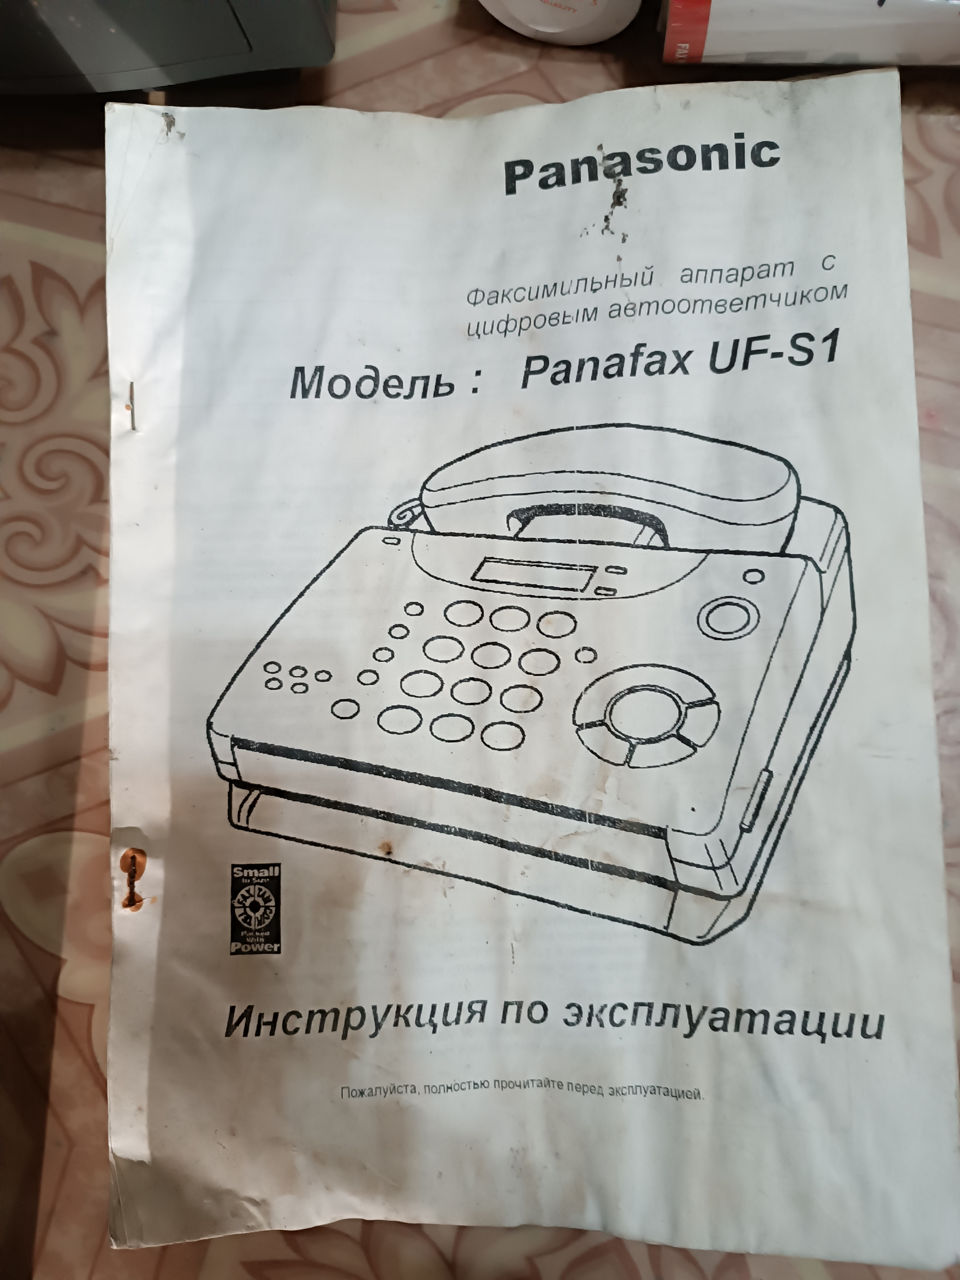 FAX
Panasonic
Факсимильный аппарат с
цифровым автоответчиком
Модель : Panafax UF-S1
Small
Power
Инструкция по эксплуатации
Пожалуйста, полностью прочитайте перед эксплуатацией.